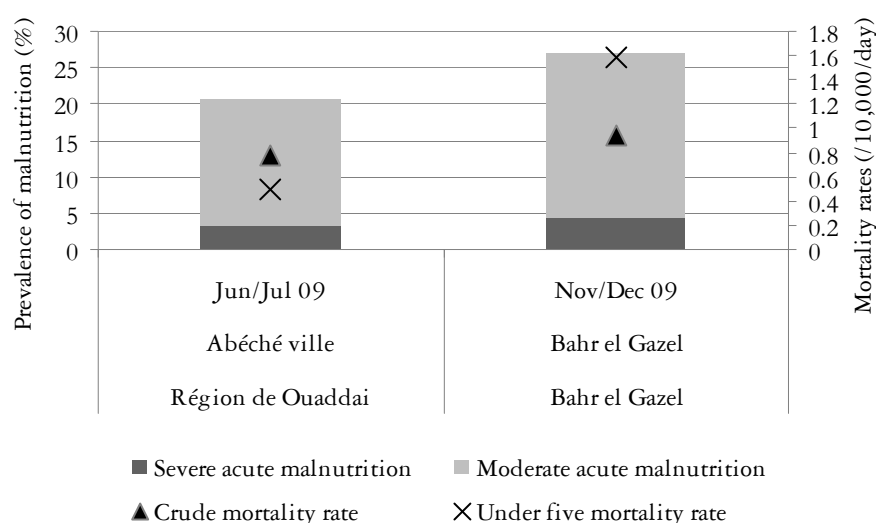 Prevalence of malnutrition (%)
30
25
20
15
10
5
0
1.8
1.6
1.4
1.2
1
0.8
0.6
0.4
0.2
0
Mortality rates (/10,000/day)
Jun/Jul 09 Nov/Dec 09
Abéché ville Bahr el Gazel
Région de Ouaddai Bahr el Gazel
Severe acute malnutrition Moderate acute malnutrition
Crude mortality rate Under five mortality rate